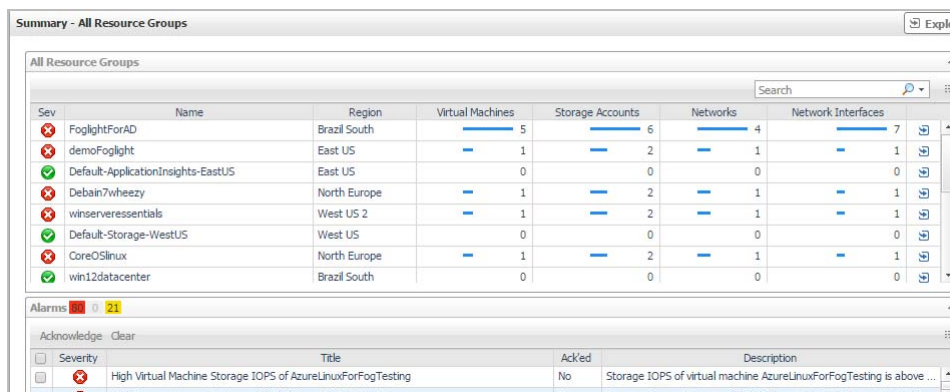 Summary - All Resource Groups
Explo
All Resource Groups
Search
Sev Name Region Virtual Machines Storage Accounts Networks Network Interfaces
FoglightForAD Brazil South 5 6 4 7
demoFoglight East US 1 2 1 1
Default-ApplicationInsights-EastUS East US 0 0 0 0
Debain7wheezy North Europe 1 2 1 1
winserveressentials West US 2 1 2 1 1
Default-Storage-WestUS West US 0 0 0 0
CoreOSlinux North Europe 1 2 1 1
win12datacenter Brazil South 0 0 0 0
Alarms 80 0 21
Acknowledge Clear
Severity Title Ack'ed Description
High Virtual Machine Storage IOPS of AzureLinuxForFogTesting No Storage IOPS of virtual machine AzureLinuxForFogTesting is above ...